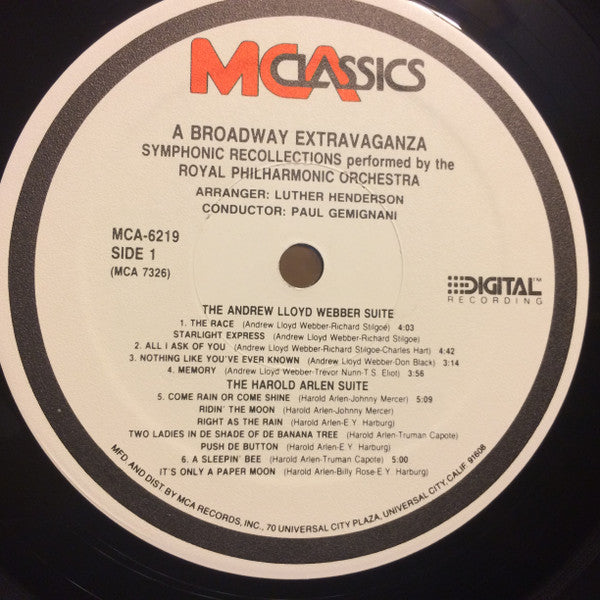 MCA CLASSICS
A BROADWAY EXTRAVAGANZA
SYMPHONIC RECOLLECTIONS performed by the
ROYAL PHILHARMONIC ORCHESTRA
ARRANGER: LUTHER HENDERSON
CONDUCTOR: PAUL GEMIGNANI
MCA-6219
SIDE 1
(MCA 7326)
DIGITAL™
RECORDING
THE ANDREW LLOYD WEBBER SUITE
1. THE RACE (Andrew Lloyd Webber-Richard Stilgoé) 4:03
STARLIGHT EXPRESS (Andrew Lloyd Webber-Richard Stilgoe)
2. ALL I ASK OF YOU (Andrew Lloyd Webber-Richard Stilgoe-Charles Hart) 4:42
3. NOTHING LIKE YOU'VE EVER KNOWN (Andrew Lloyd Webber-Don Black) 3:14
4. MEMORY (Andrew Lloyd Webber-Trevor Nunn-T.S. Eliot) 3:56
THE HAROLD ARLEN SUITE
5. COME RAIN OR COME SHINE (Harold Arlen-Johnny Mercer) 5:09
RIDIN' THE MOON (Harold Arlen-Johnny Mercer)
RIGHT AS THE RAIN (Harold Arlen-E.Y. Harburg)
TWO LADIES IN DE SHADE OF DE BANANA TREE (Harold Arlen-Truman Capote)
PUSH DE BUTTON (Harold Arlen-E.Y. Harburg)
6. A SLEEPIN' BEE (Harold Arlen-Truman Capote) 5:00
IT'S ONLY A PAPER MOON (Harold Arlen-Billy Rose-E.Y. Harburg)
MFD. AND DIST. BY MCA RECORDS, INC., 70 UNIVERSAL CITY PLAZA, UNIVERSAL CITY, CALIF. 91608